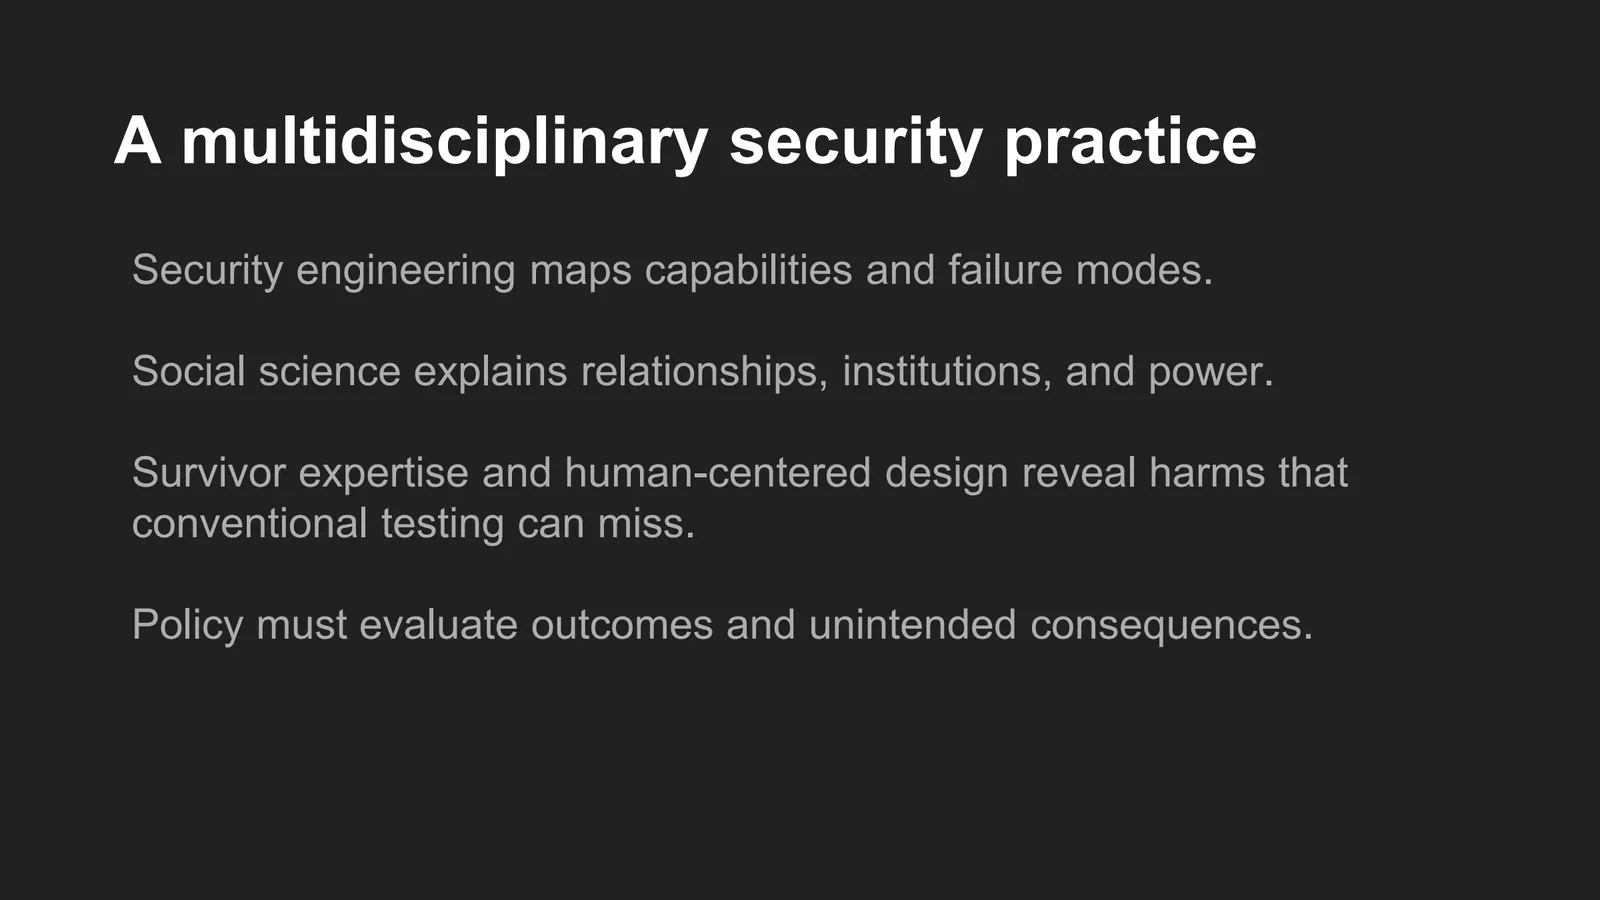 A multidisciplinary security practice
Security engineering maps capabilities and failure modes.
Social science explains relationships, institutions, and power.
Survivor expertise and human-centered design reveal harms that
conventional testing can miss.
Policy must evaluate outcomes and unintended consequences.